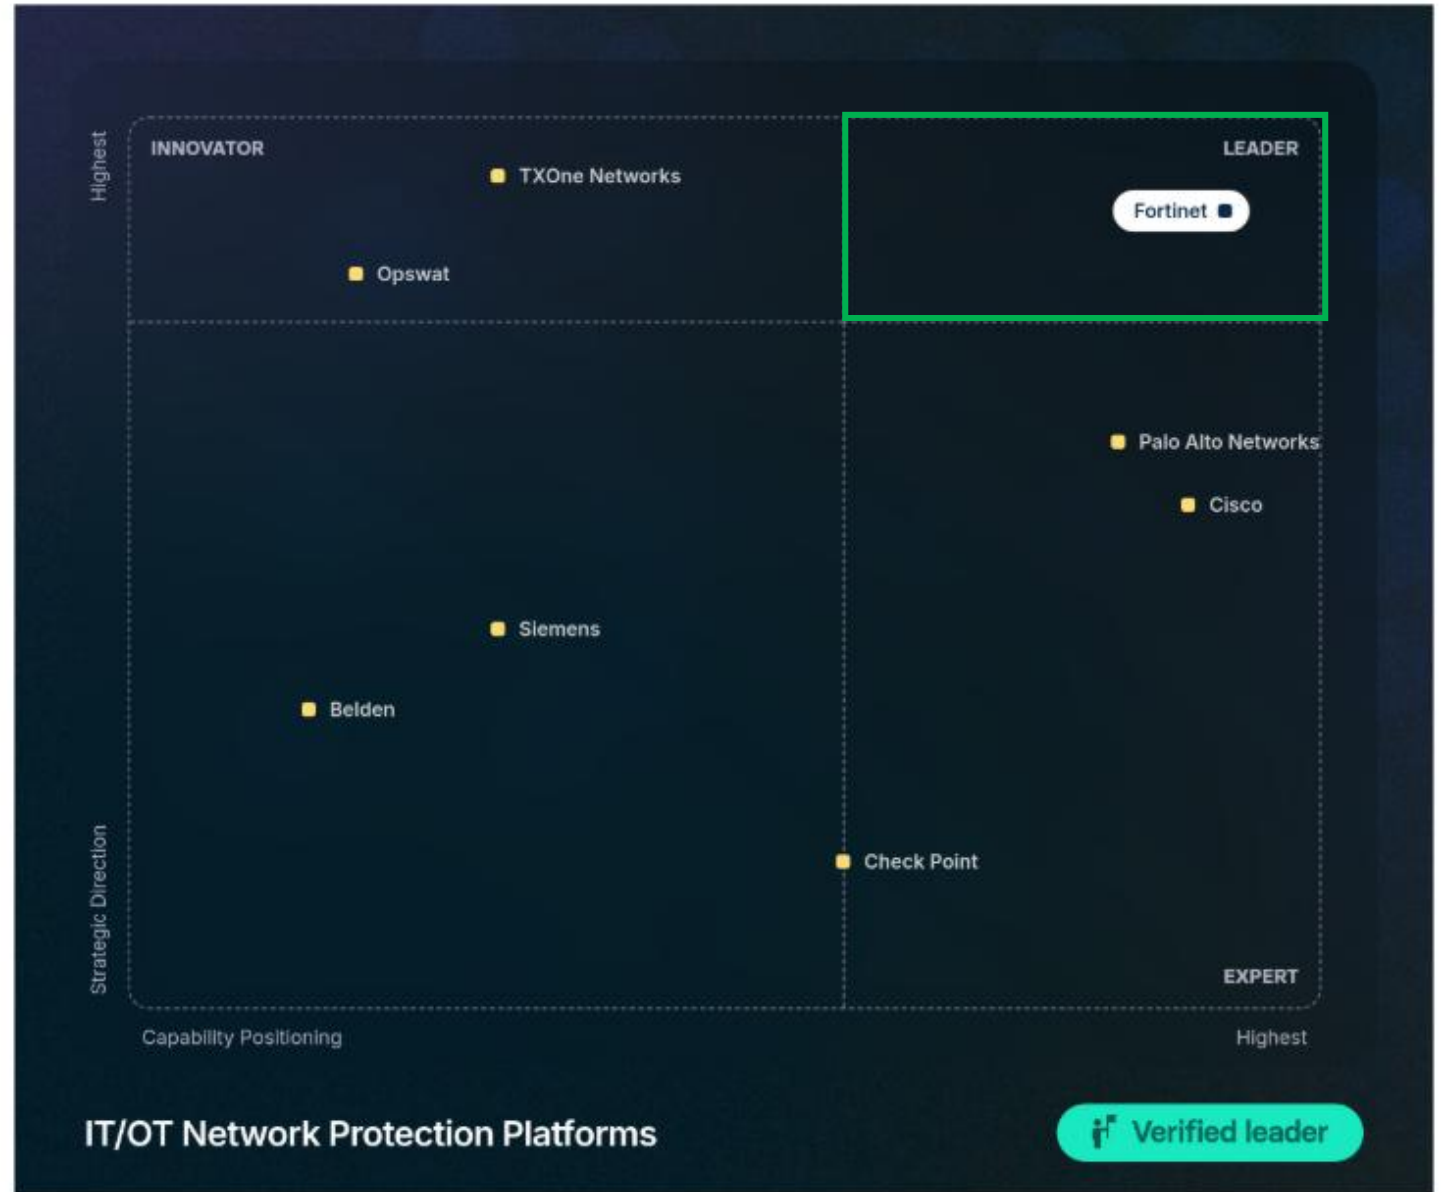 Highest
INNOVATOR
LEADER
TXOne Networks
Fortinet
Opswat
Palo Alto Networks
Cisco
Siemens
Belden
Check Point
Strategic Direction
EXPERT
Capability Positioning
Highest
IT/OT Network Protection Platforms
Verified leader